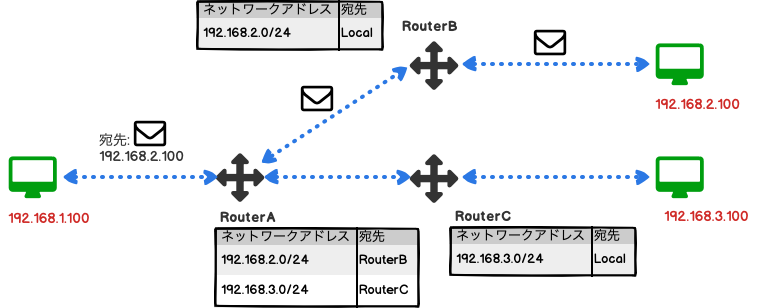 ネットワークアドレス 宛先
192.168.2.0/24 Local
RouterB
192.168.2.100
宛先:
192.168.2.100
192.168.1.100
RouterA
ネットワークアドレス 宛先
192.168.2.0/24 RouterB
192.168.3.0/24 RouterC
RouterC
ネットワークアドレス 宛先
192.168.3.0/24 Local
192.168.3.100